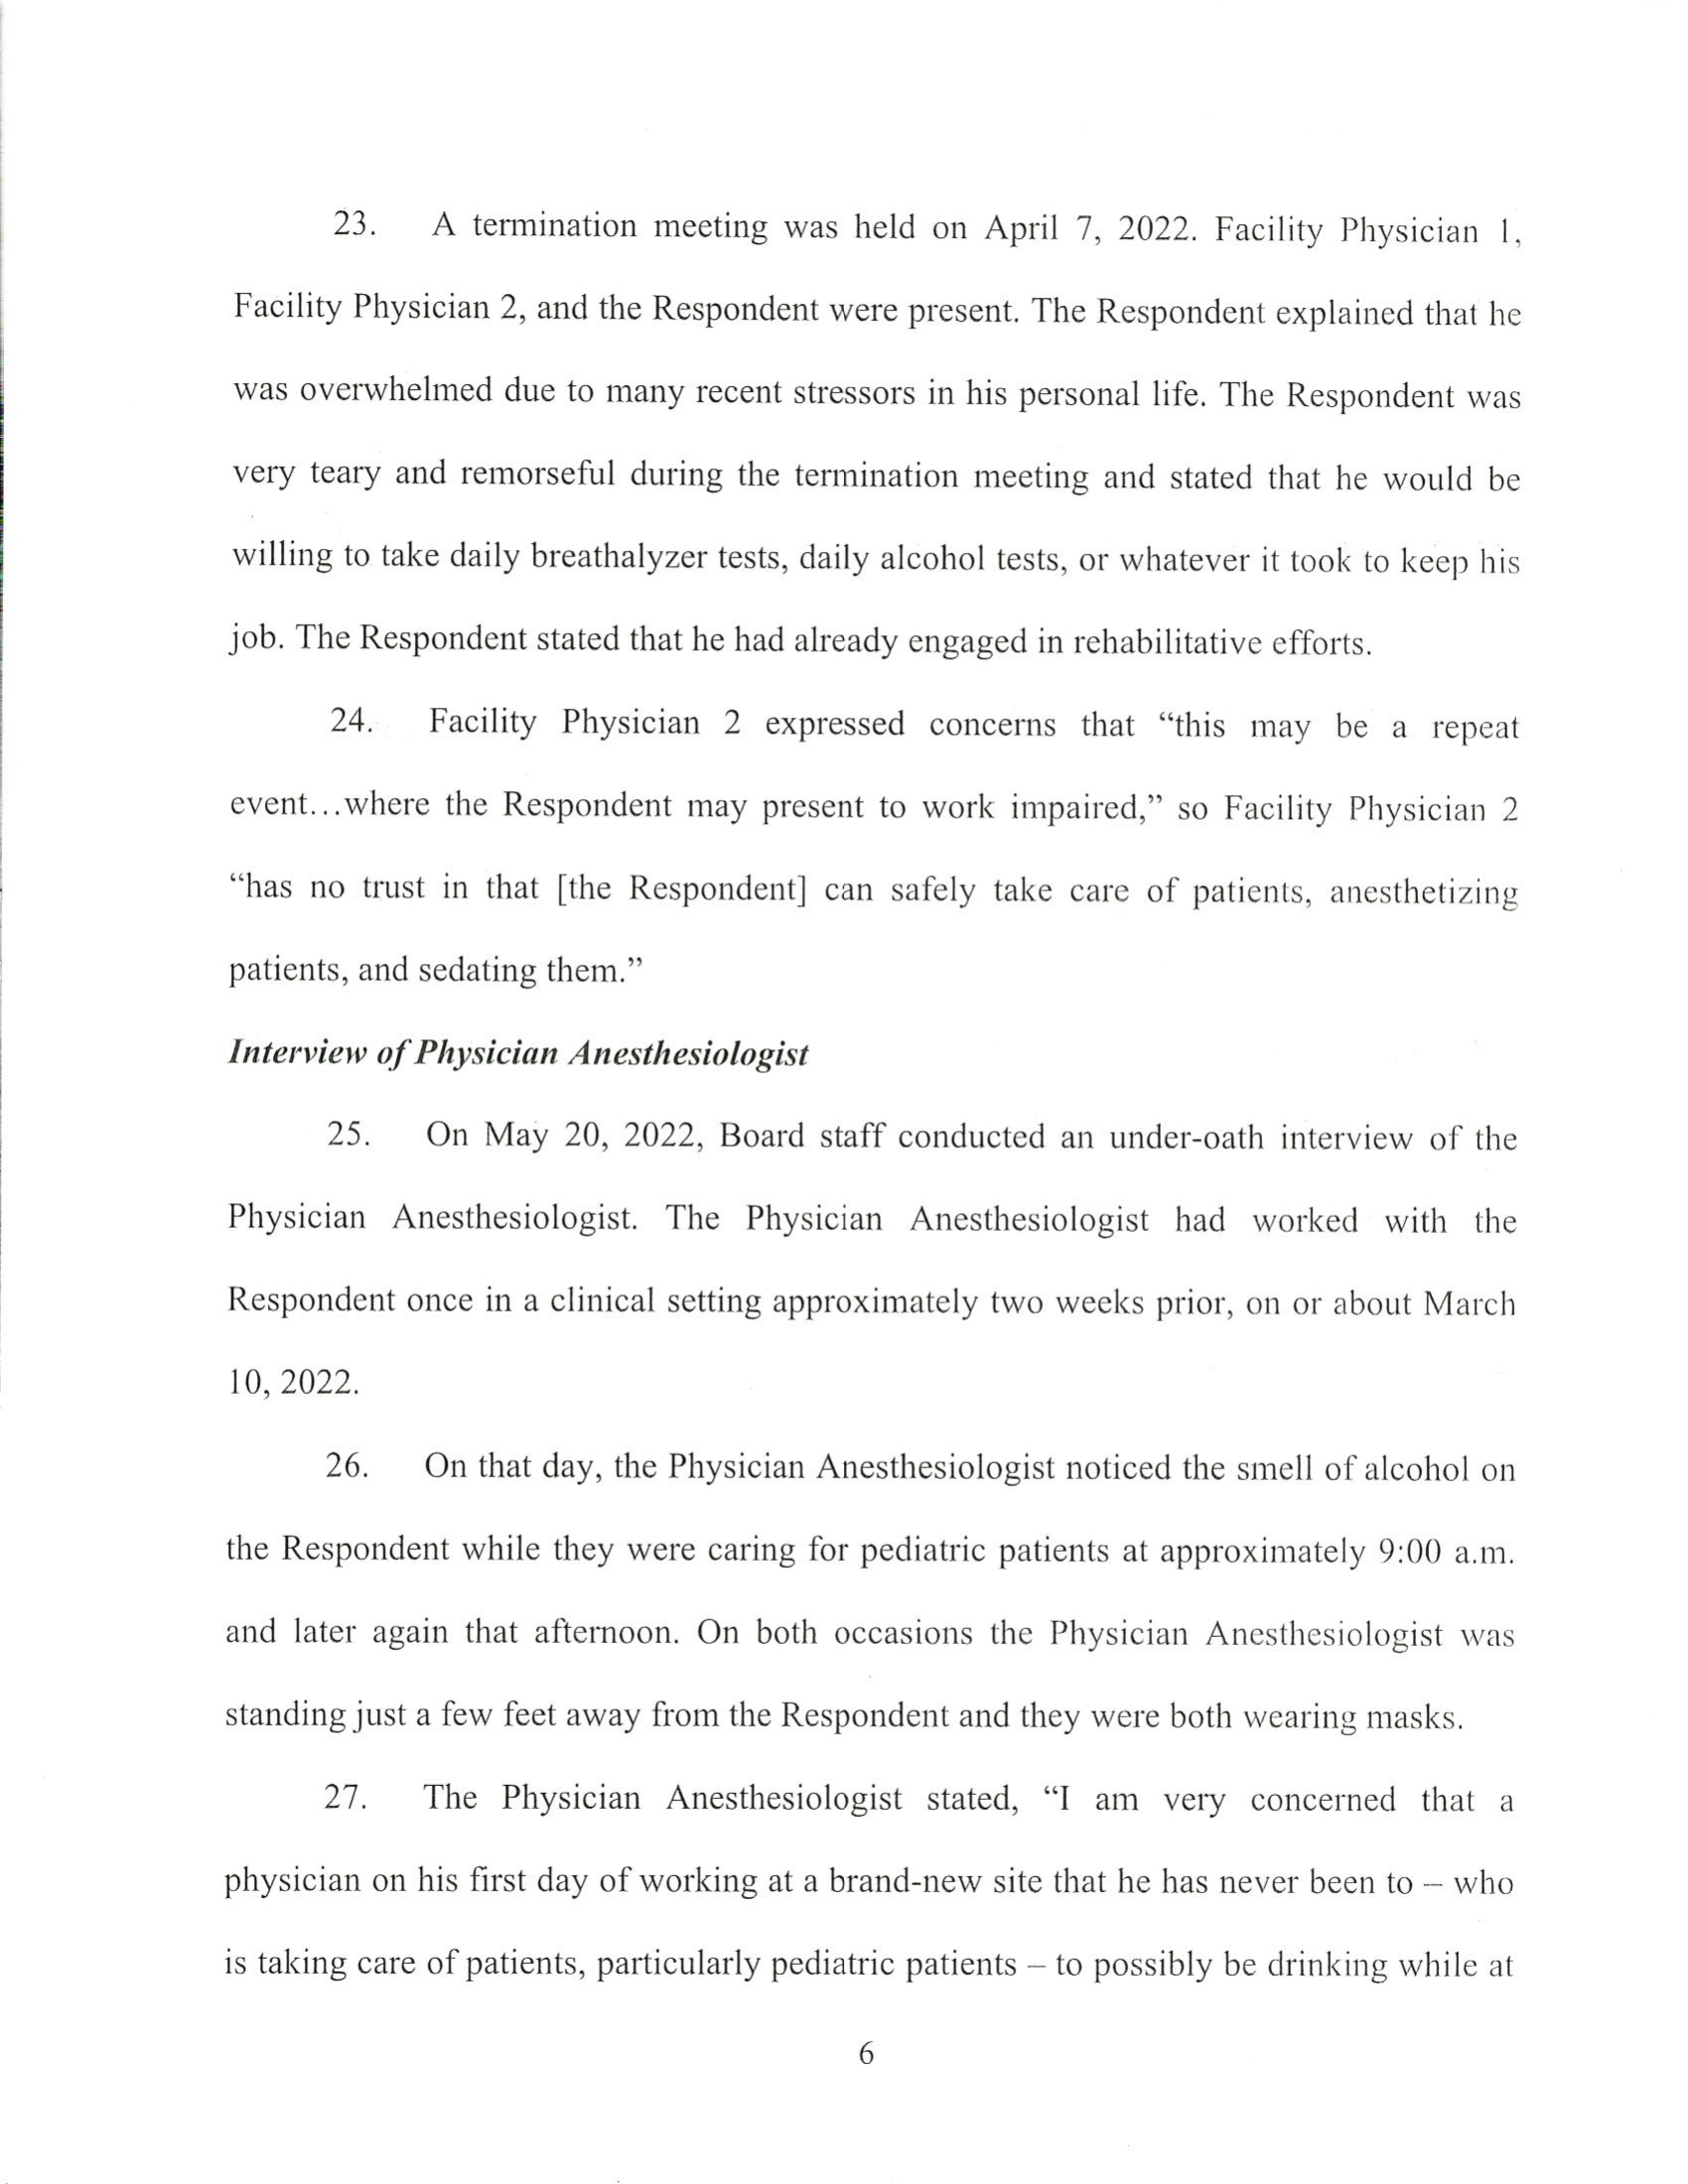 23. A termination meeting was held on April 7, 2022. Facility Physician 1,
Facility Physician 2, and the Respondent were present. The Respondent explained that he
was overwhelmed due to many recent stressors in his personal life. The Respondent was
very teary and remorseful during the termination meeting and stated that he would be
willing to take daily breathalyzer tests, daily alcohol tests, or whatever it took to keep his
job. The Respondent stated that he had already engaged in rehabilitative efforts.
24. Facility Physician 2 expressed concerns that “this may be a repeat
event…where the Respondent may present to work impaired,” so Facility Physician 2
“has no trust in that [the Respondent] can safely take care of patients, anesthetizing
patients, and sedating them.”
Interview of Physician Anesthesiologist
25. On May 20, 2022, Board staff conducted an under-oath interview of the
Physician Anesthesiologist. The Physician Anesthesiologist had worked with the
Respondent once in a clinical setting approximately two weeks prior, on or about March
10, 2022.
26. On that day, the Physician Anesthesiologist noticed the smell of alcohol on
the Respondent while they were caring for pediatric patients at approximately 9:00 a.m.
and later again that afternoon. On both occasions the Physician Anesthesiologist was
standing just a few feet away from the Respondent and they were both wearing masks.
27. The Physician Anesthesiologist stated, “I am very concerned that a
physician on his first day of working at a brand-new site that he has never been to – who
is taking care of patients, particularly pediatric patients – to possibly be drinking while at
6